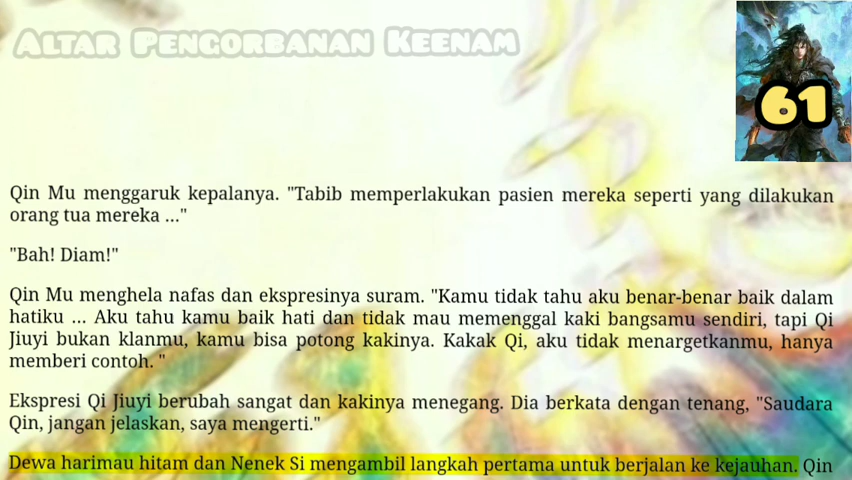 Altar Pengorbanan Keenam
61
Qin Mu menggaruk kepalanya. "Tabib memperlakukan pasien mereka seperti yang dilakukan
orang tua mereka ..."
"Bah! Diam!"
Qin Mu menghela nafas dan ekspresinya suram. "Kamu tidak tahu aku benar-benar baik dalam
hatiku ... Aku tahu kamu baik hati dan tidak mau memenggal kaki bangsamu sendiri, tapi Qi
Jiuyi bukan klanmu, kamu bisa potong kakinya. Kakak Qi, aku tidak menargetkanmu, hanya
memberi contoh. "
Ekspresi Qi Jiuyi berubah sangat dan kakinya menegang. Dia berkata dengan tenang, "Saudara
Qin, jangan jelaskan, saya mengerti."
Dewa harimau hitam dan Nenek Si mengambil langkah pertama untuk berjalan ke kejauhan. Qin